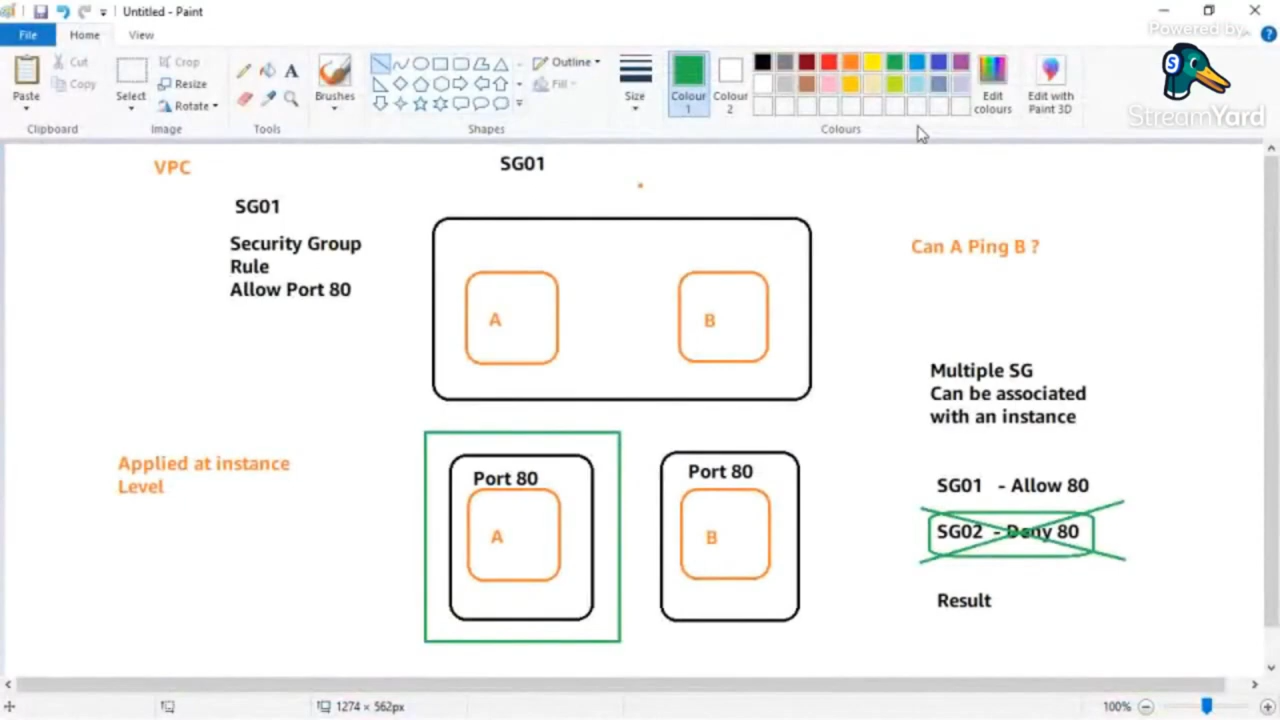 Untitled - Paint
File
Home
View
Powered by
StreamYard
Paste
Cut
Copy
Clipboard
Select
Crop
Resize
Rotate
Image
A
Tools
Brushes
Outline
Fill
Shapes
Size
Colour
1
Colour
2
Edit
colours
Edit with
Paint 3D
Colours
VPC
SG01
SG01
Security Group
Rule
Allow Port 80
A
B
Can A Ping B ?
Multiple SG
Can be associated
with an instance
Applied at instance
Level
Port 80
A
Port 80
B
SG01 - Allow 80
SG02 - Deny 80
Result
1274 × 562px
100%